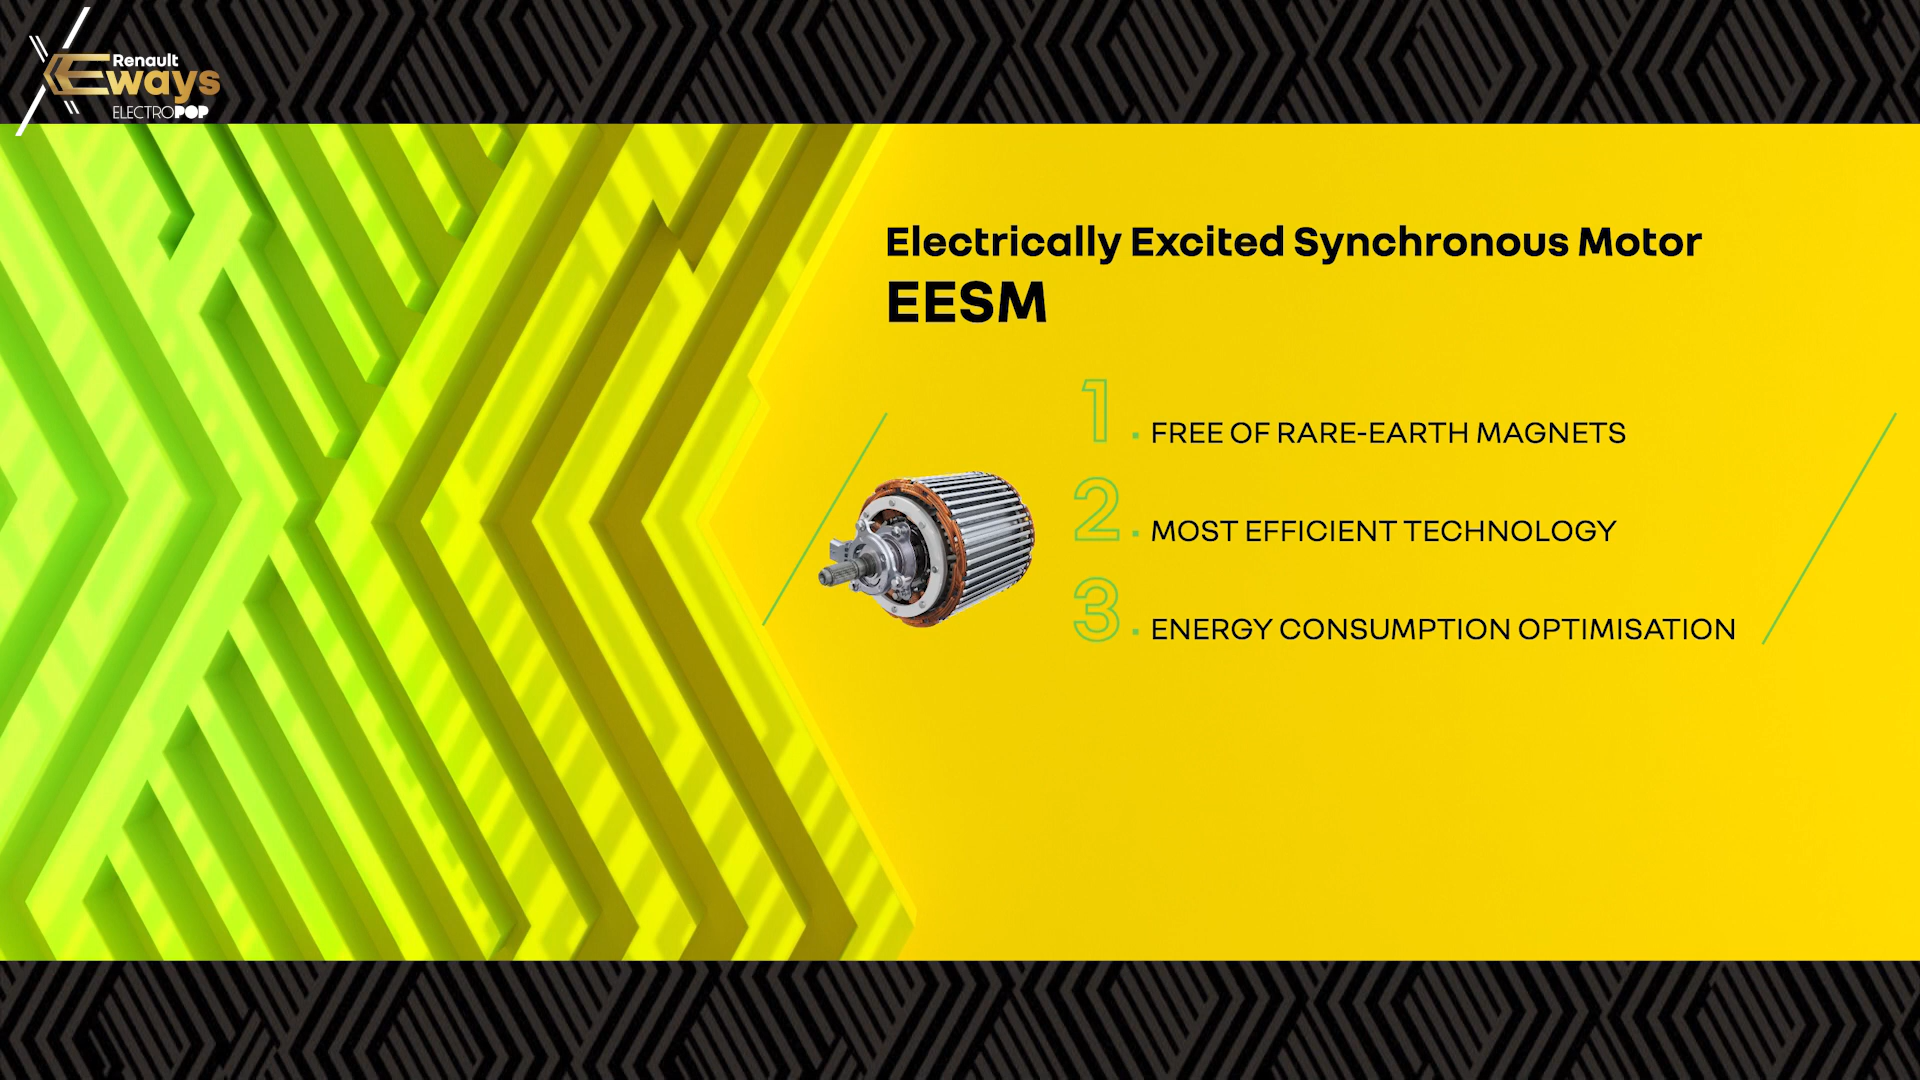 Renault
Eways
ELECTROPOP
Electrically Excited Synchronous Motor
EESM
1. FREE OF RARE-EARTH MAGNETS
2. MOST EFFICIENT TECHNOLOGY
3. ENERGY CONSUMPTION OPTIMISATION